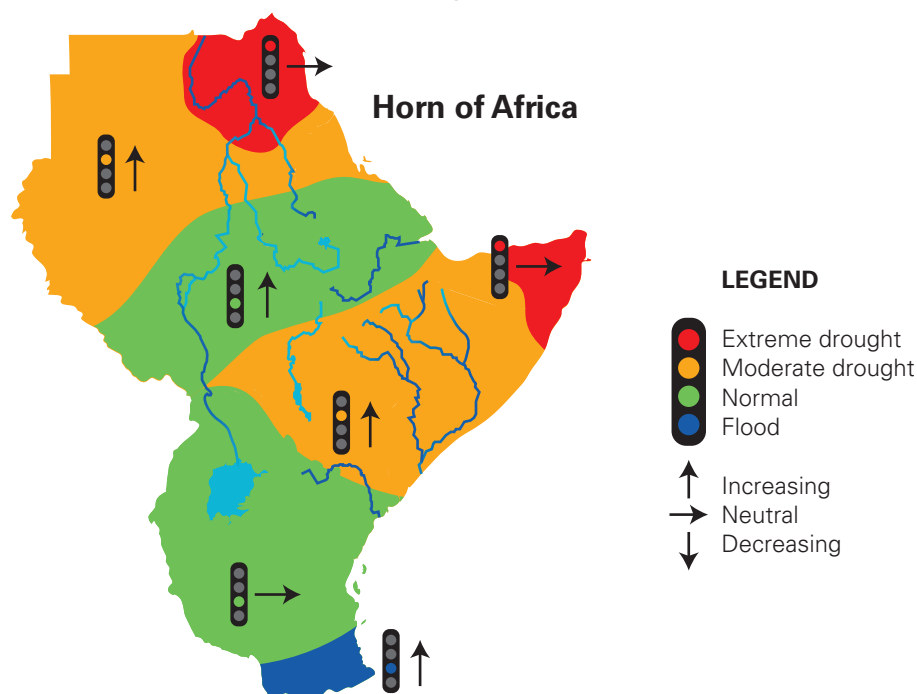 Horn of Africa
LEGEND
Extreme drought
Moderate drought
Normal
Flood
Increasing
Neutral
Decreasing